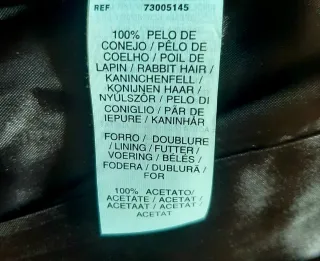 REF 73005145
100% PELO DE
CONEJO / PÊLO DE
COELHO / POIL DE
LAPIN / RABBIT HAIR /
KANINCHENFELL /
KONIJNEN HAAR /
NYÚLSZŐR / PELO DI
CONIGLIO / PĂR DE
IEPURE / KANINHÅR
FORRO / DOUBLURE
/ LINING / FUTTER /
VOERING / BÉLÉS /
FODERA / DUBLURĂ /
FOR
100% ACETATO/
ACETATE / ACETAT /
ACETAAT / ACETÁT /
ACETAT